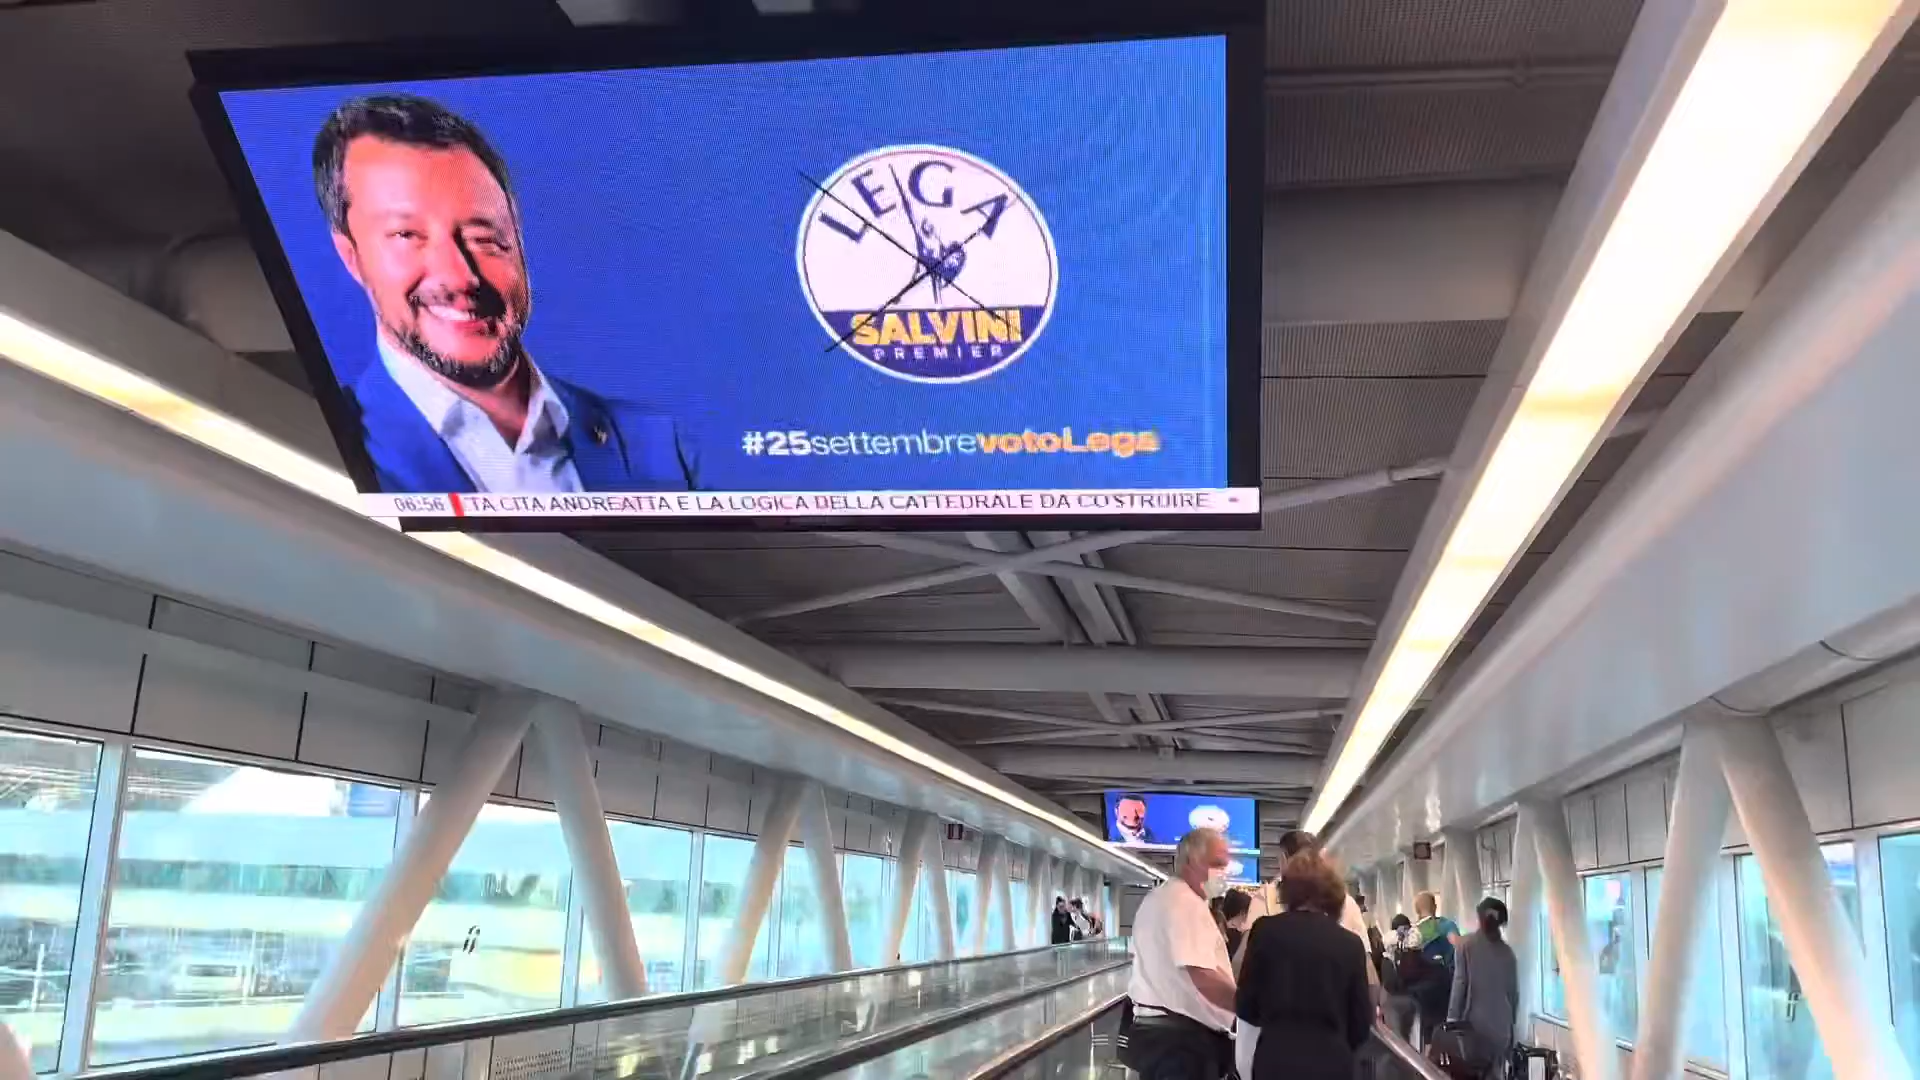 LEGA
SALVINI
PREMIER
#25settembrevotoLega
06:56 TA CITA ANDREATTA E LA LOGICA DELLA CATTEDRALE DA COSTRUIRE